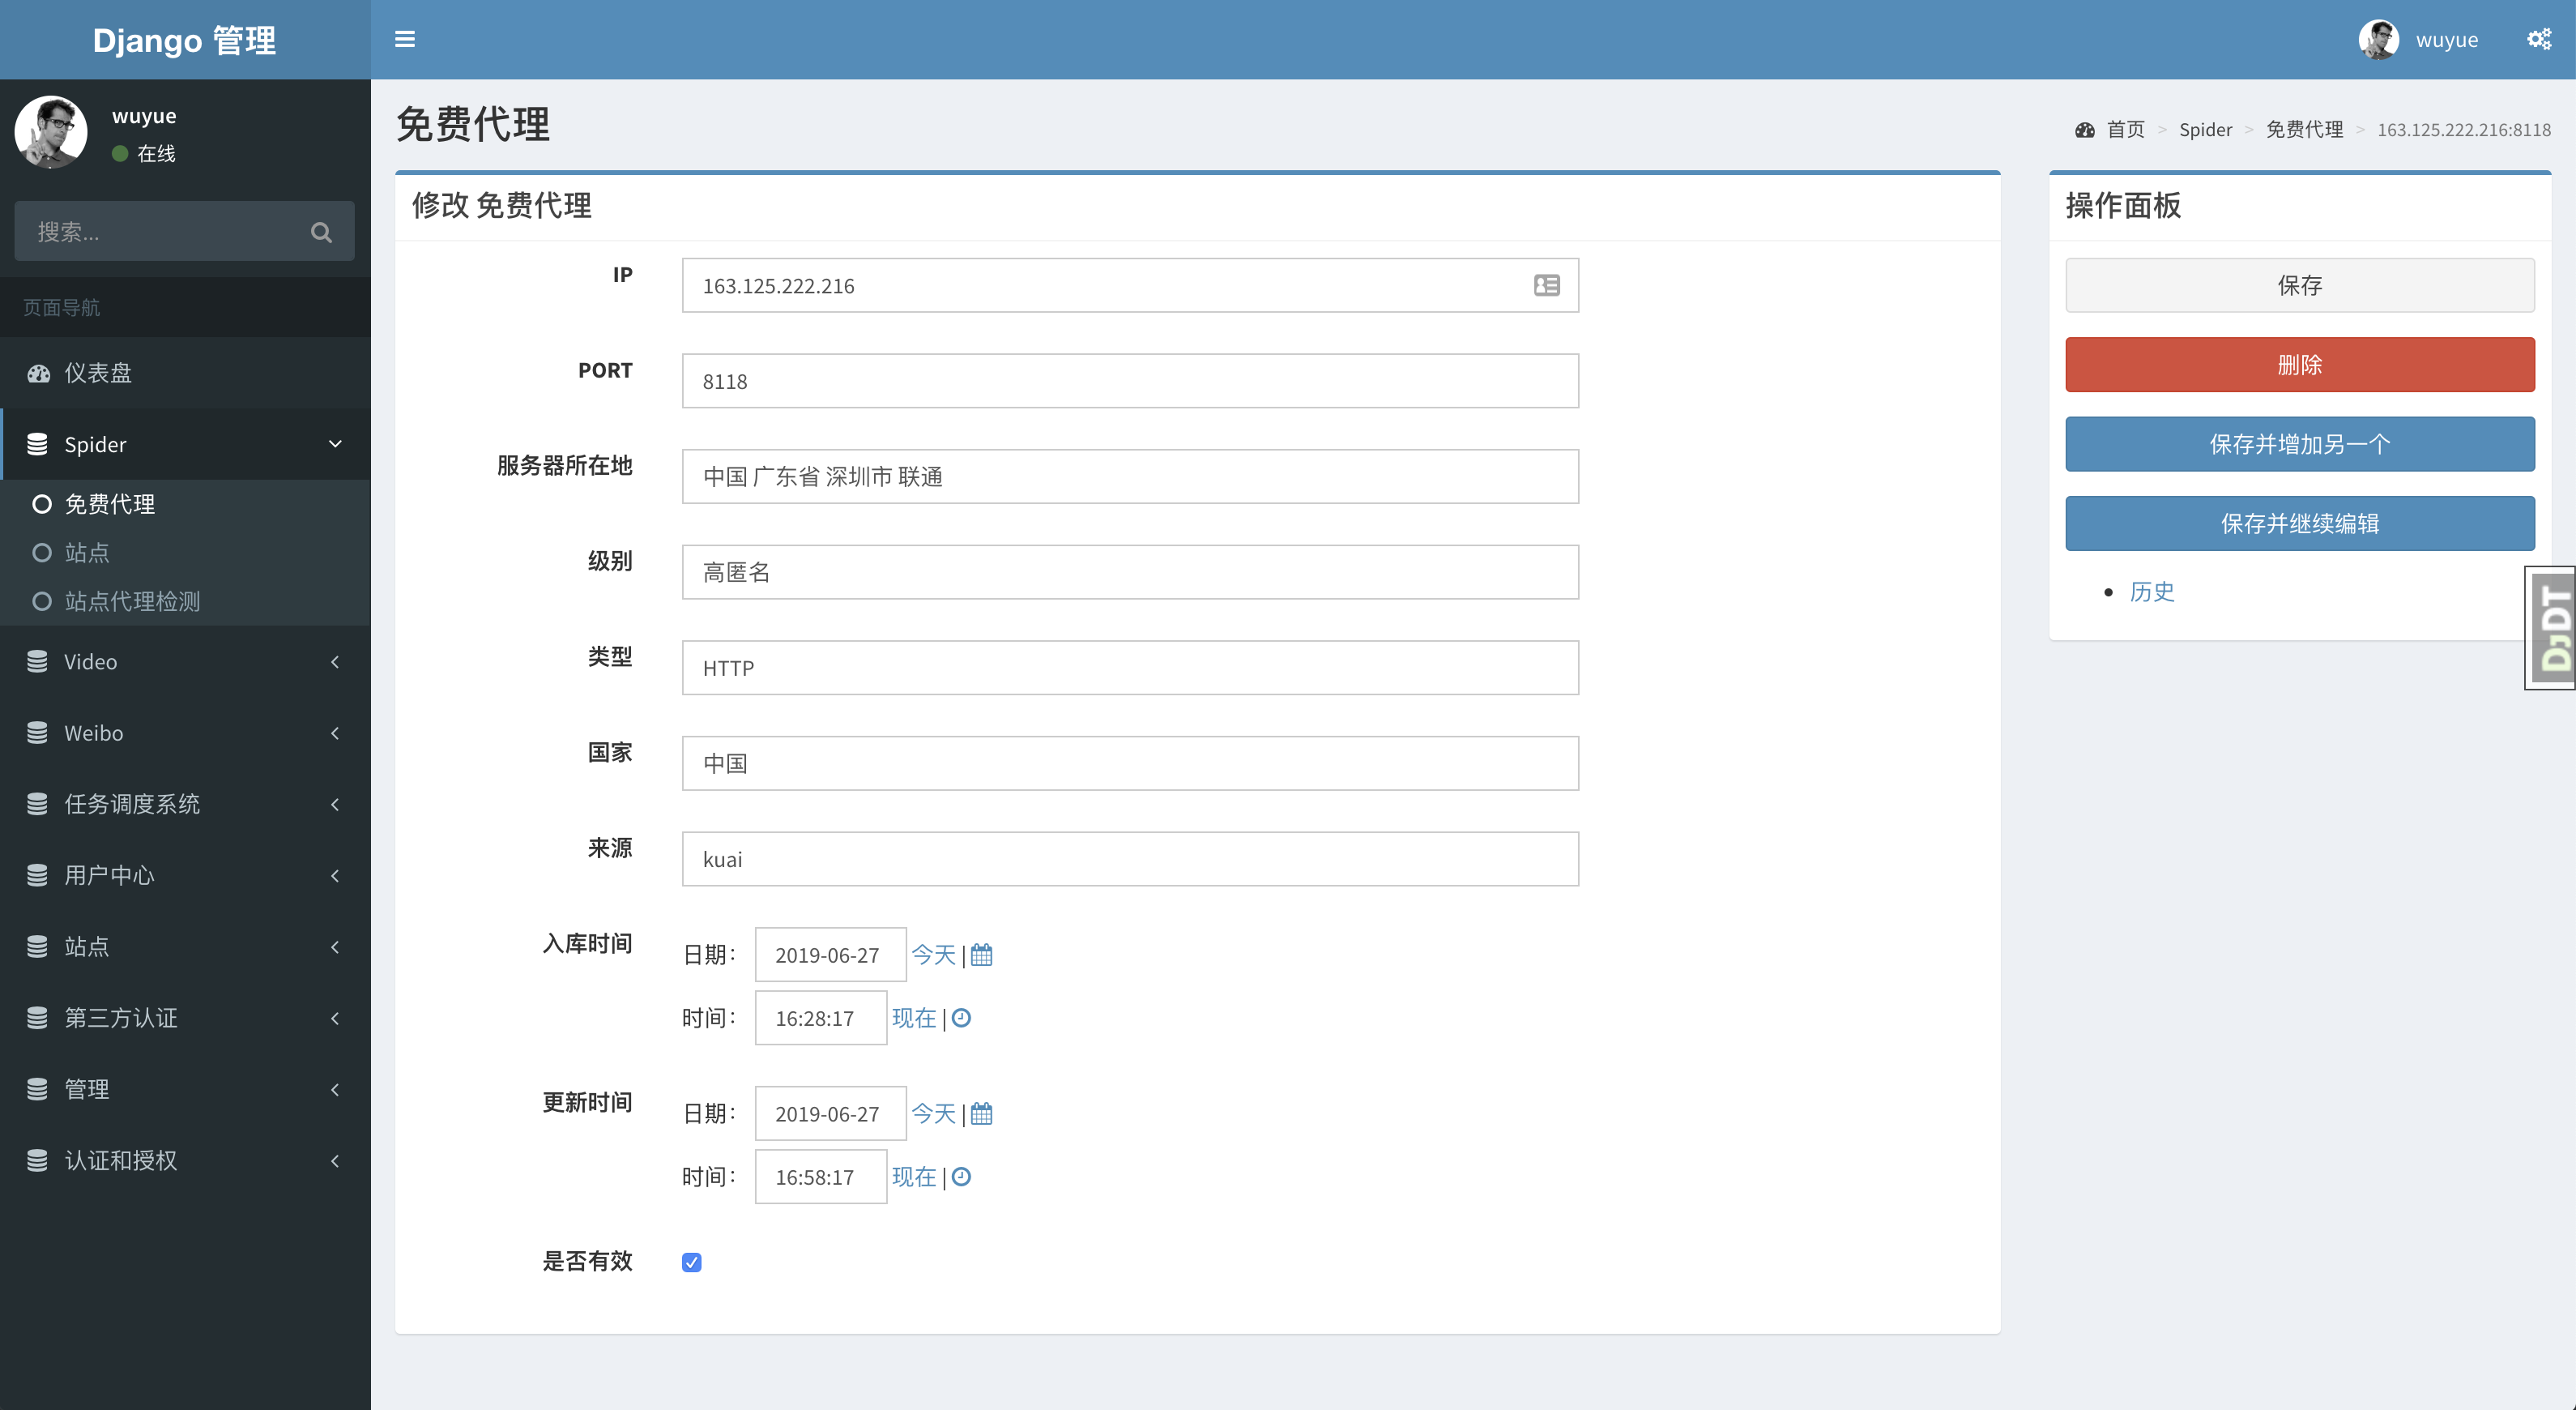 Django 管理
wuyue
wuyue
在线
搜索...
页面导航
仪表盘
Spider
免费代理
站点
站点代理检测
Video
Weibo
任务调度系统
用户中心
站点
第三方认证
管理
认证和授权
免费代理
首页 > Spider > 免费代理 > 163.125.222.216:8118
修改 免费代理
IP 163.125.222.216
PORT 8118
服务器所在地 中国 广东省 深圳市 联通
级别 高匿名
类型 HTTP
国家 中国
来源 kuai
入库时间 日期： 2019-06-27 今天 |
时间： 16:28:17 现在 |
更新时间 日期： 2019-06-27 今天 |
时间： 16:58:17 现在 |
是否有效
操作面板
保存
删除
保存并增加另一个
保存并继续编辑
历史
DjDT